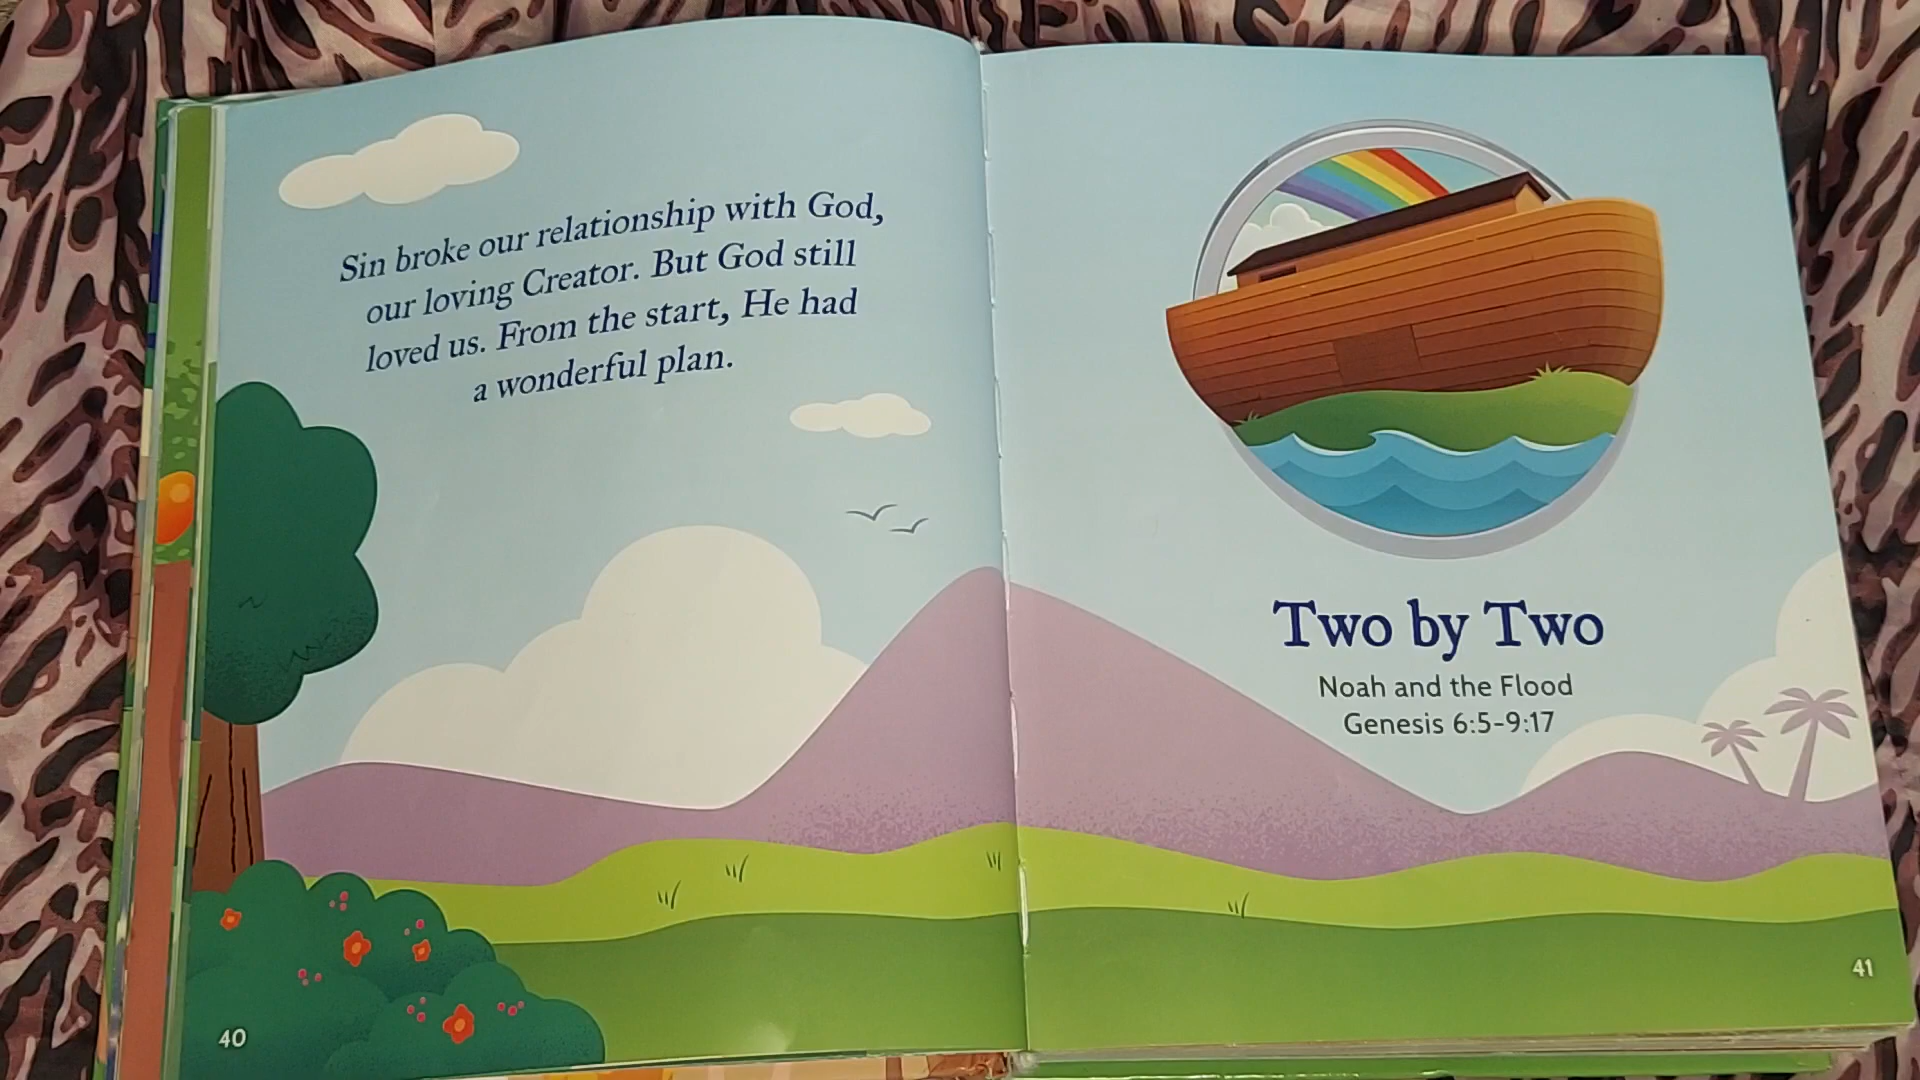 Sin broke our relationship with God,
our loving Creator. But God still
loved us. From the start, He had
a wonderful plan.
40
Two by Two
Noah and the Flood
Genesis 6:5-9:17
41